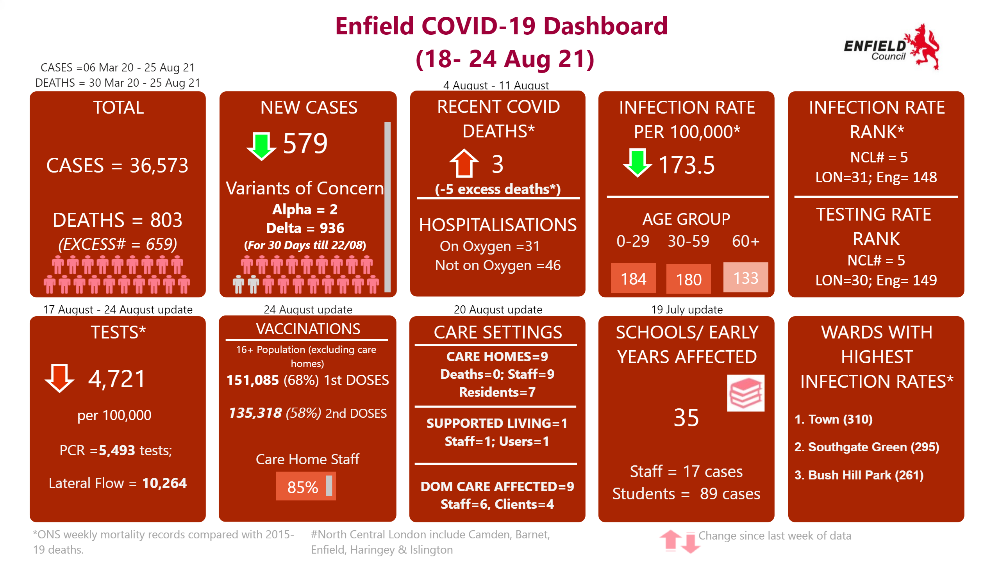 Enfield COVID-19 Dashboard
(18- 24 Aug 21)
ENFIELD
Council
CASES =06 Mar 20 - 25 Aug 21
DEATHS = 30 Mar 20 - 25 Aug 21
TOTAL
CASES = 36,573
DEATHS = 803
(EXCESS# = 659)
NEW CASES
579
Variants of Concern
Alpha = 2
Delta = 936
(For 30 Days till 22/08)
4 August - 11 August
RECENT COVID
DEATHS*
3
(-5 excess deaths*)
HOSPITALISATIONS
On Oxygen =31
Not on Oxygen =46
INFECTION RATE
PER 100,000*
173.5
AGE GROUP
0-29 30-59 60+
184 180 133
INFECTION RATE
RANK*
NCL# = 5
LON=31; Eng= 148
TESTING RATE
RANK
NCL# = 5
LON=30; Eng= 149
17 August - 24 August update
TESTS*
4,721
per 100,000
PCR =5,493 tests;
Lateral Flow = 10,264
24 August update
VACCINATIONS
16+ Population (excluding care
homes)
151,085 (68%) 1st DOSES
135,318 (58%) 2nd DOSES
Care Home Staff
85%
20 August update
CARE SETTINGS
CARE HOMES=9
Deaths=0; Staff=9
Residents=7
SUPPORTED LIVING=1
Staff=1; Users=1
DOM CARE AFFECTED=9
Staff=6, Clients=4
19 July update
SCHOOLS/ EARLY
YEARS AFFECTED
35
Staff = 17 cases
Students = 89 cases
WARDS WITH
HIGHEST
INFECTION RATES*
1. Town (310)
2. Southgate Green (295)
3. Bush Hill Park (261)
*ONS weekly mortality records compared with 2015-
19 deaths.
#North Central London include Camden, Barnet,
Enfield, Haringey & Islington
Change since last week of data